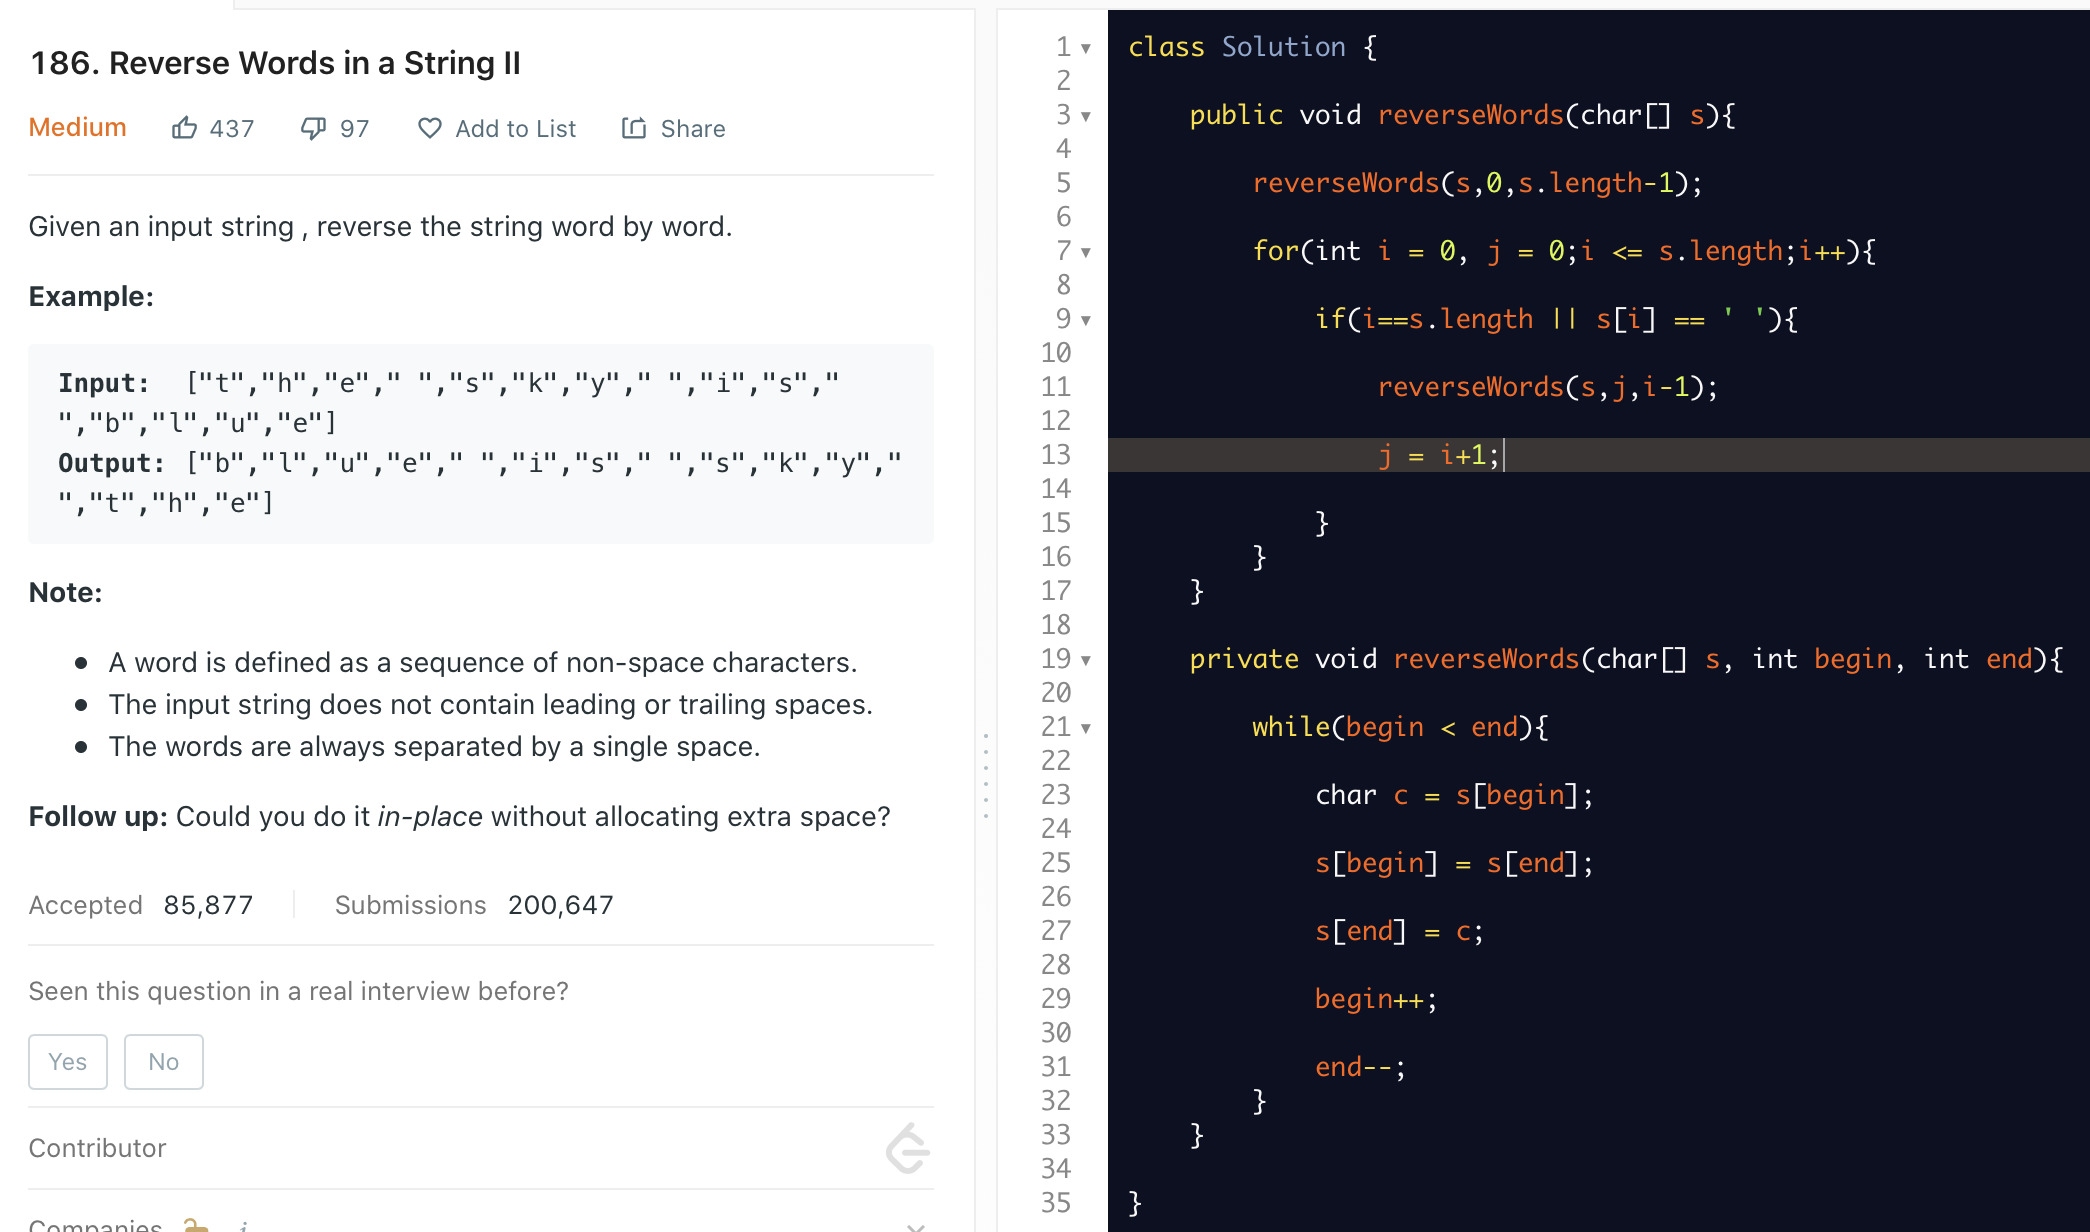 186. Reverse Words in a String II
Medium 437 97 Add to List Share
Given an input string , reverse the string word by word.
Example:
Input:  ["t","h","e"," ","s","k","y"," ","i","s","
","b","l","u","e"]
Output: ["b","l","u","e"," ","i","s"," ","s","k","y","
","t","h","e"]
Note:
A word is defined as a sequence of non-space characters.
The input string does not contain leading or trailing spaces.
The words are always separated by a single space.
Follow up: Could you do it in-place without allocating extra space?
Accepted 85,877 Submissions 200,647
Seen this question in a real interview before?
Yes No
Contributor
Companies i
1 class Solution {
2
3 public void reverseWords(char[] s){
4
5 reverseWords(s,0,s.length-1);
6
7 for(int i = 0, j = 0;i <= s.length;i++){
8
9 if(i==s.length || s[i] == ' '){
10
11 reverseWords(s,j,i-1);
12
13 j = i+1;
14
15 }
16 }
17 }
18
19 private void reverseWords(char[] s, int begin, int end){
20
21 while(begin < end){
22
23 char c = s[begin];
24
25 s[begin] = s[end];
26
27 s[end] = c;
28
29 begin++;
30
31 end--;
32 }
33 }
34
35 }